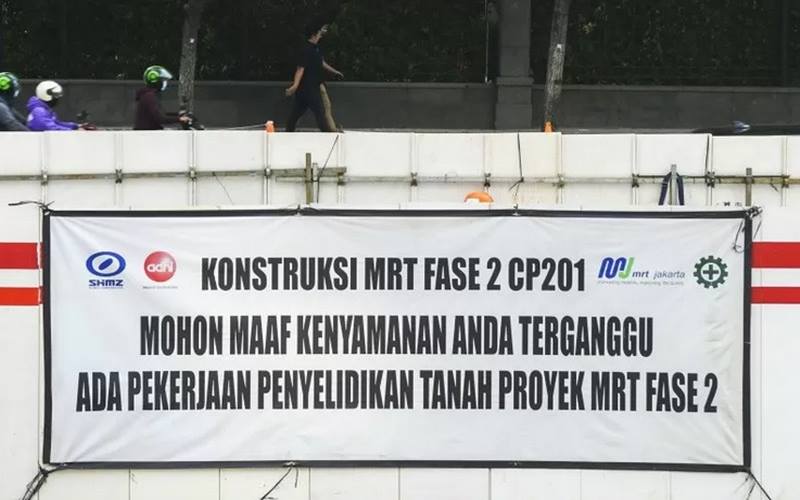 SHMZ
adhi
KONSTRUKSI MRT FASE 2 CP201
mrt jakarta
MOHON MAAF KENYAMANAN ANDA TERGANGGU
ADA PEKERJAAN PENYELIDIKAN TANAH PROYEK MRT FASE 2